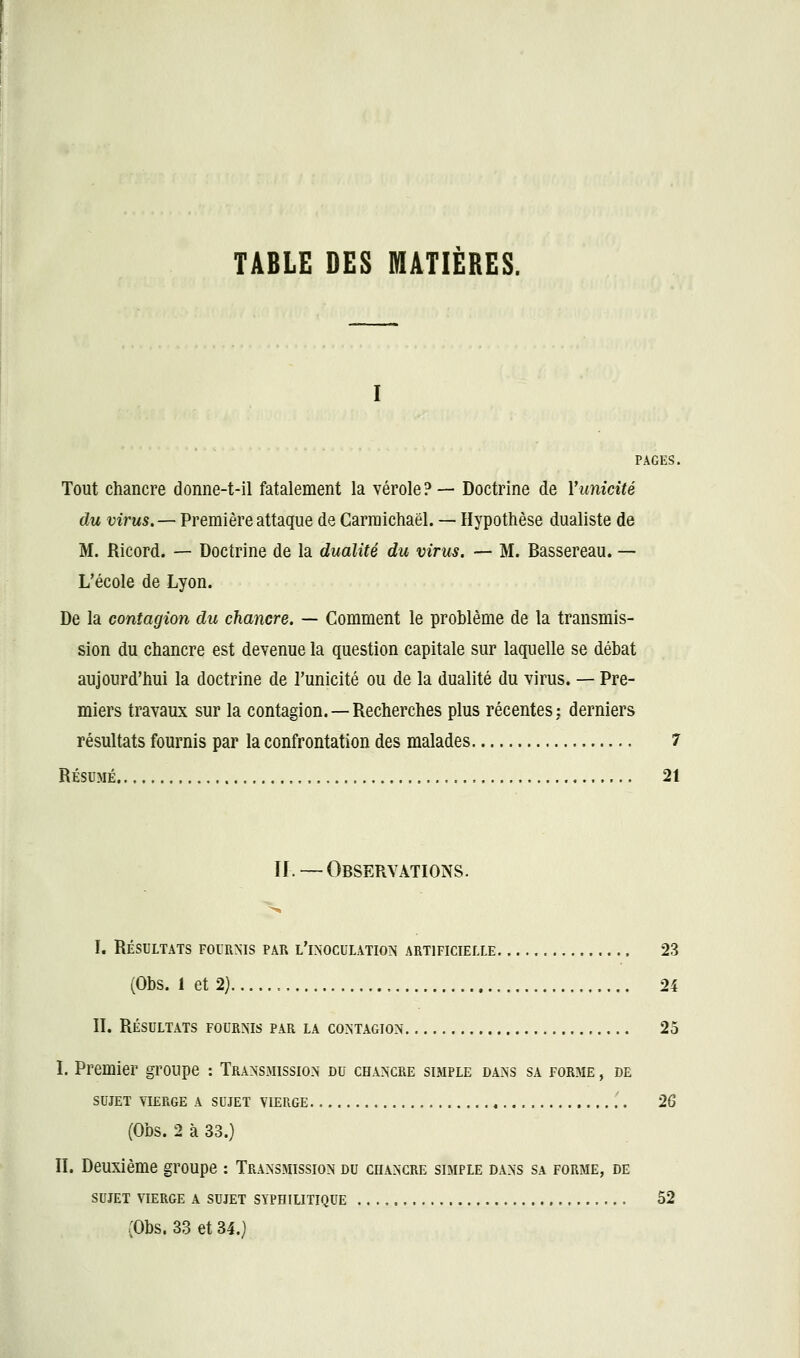 TABLE DES MATIÈRES.
I
PAGES.
Tout chancre donne-t-il fatalement la vérole? — Doctrine de l'unicité
du virus. — Première attaque de Carmichaël. — Hypothèse dualiste de
M. Ricord. — Doctrine de la dualité du virus. — M. Bassereau. —
L'école de Lyon.
De la contagion du chancre. — Comment le problème de la transmis-
sion du chancre est devenue la question capitale sur laquelle se débat
aujourd'hui la doctrine de l'unicité ou de la dualité du virus. — Pre-
miers travaux sur la contagion. — Recherches plus récentes; derniers
résultats fournis par la confrontation des malades.................. 7
RÉSUMÉ.................................................. 21
II. — OBSERVATIONS.
I. RÉSULTATS FOURNIS PAR L'INOCULATION ARTIFICIELLE............... 23
(Obs. 1 et 2).................................................. 24
II. RÉSULTATS FOURNIS PAR LA CONTAGION......................... 25
I. Premier groupe : TRANSMISSION DU CHANCRE SIMPLE DANS SA FORME, DE
SUJET VIERGE A SUJET VIERGE.................................. 26
(Obs. 2 à 33.)
II. Deuxième groupe : TRANSMISSION DU CHANCRE SIMPLE DANS SA FORME, DE
SUJET VIERGE A SUJET SYPHILITIQUE.............................. 52
(Obs. 33 et 34.)